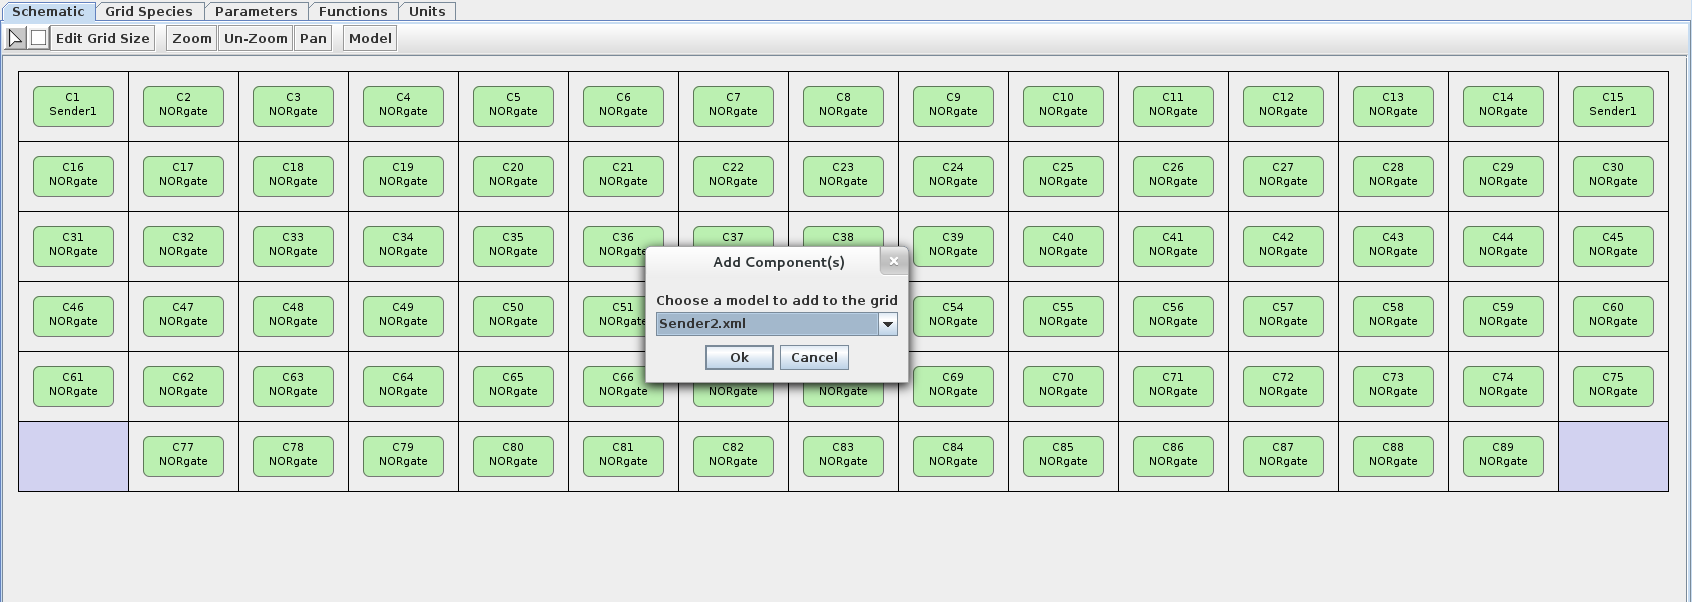 Schematic Grid Species Parameters Functions Units
Edit Grid Size Zoom Un-Zoom Pan Model
C1 C2 C3 C4 C5 C6 C7 C8 C9 C10 C11 C12 C13 C14 C15
Sender1 NORgate NORgate NORgate NORgate NORgate NORgate NORgate NORgate NORgate NORgate NORgate NORgate NORgate Sender1
C16 C17 C18 C19 C20 C21 C22 C23 C24 C25 C26 C27 C28 C29 C30
NORgate NORgate NORgate NORgate NORgate NORgate NORgate NORgate NORgate NORgate NORgate NORgate NORgate NORgate NORgate
C31 C32 C33 C34 C35 C36 C37 C38 C39 C40 C41 C42 C43 C44 C45
NORgate NORgate NORgate NORgate NORgate NORgate NORgate NORgate NORgate NORgate NORgate NORgate NORgate
Add Component(s)
Choose a model to add to the grid
Sender2.xml
Ok Cancel
C46 C47 C48 C49 C50 C51 C54 C55 C56 C57 C58 C59 C60
NORgate NORgate NORgate NORgate NORgate NORgate NORgate NORgate NORgate NORgate NORgate NORgate NORgate
C61 C62 C63 C64 C65 C66 C69 C70 C71 C72 C73 C74 C75
NORgate NORgate NORgate NORgate NORgate NORgate NORgate NORgate NORgate NORgate NORgate NORgate NORgate NORgate NORgate
C77 C78 C79 C80 C81 C82 C83 C84 C85 C86 C87 C88 C89
NORgate NORgate NORgate NORgate NORgate NORgate NORgate NORgate NORgate NORgate NORgate NORgate NORgate